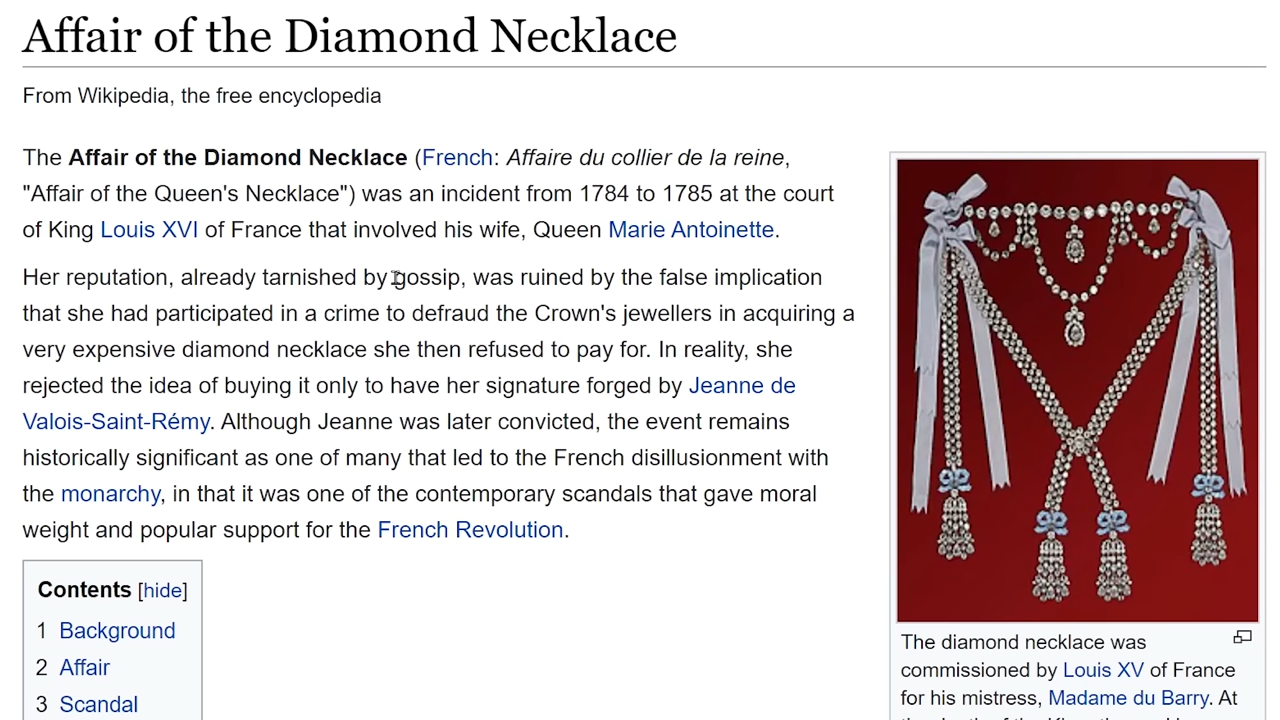 Affair of the Diamond Necklace
From Wikipedia, the free encyclopedia
The Affair of the Diamond Necklace (French: Affaire du collier de la reine,
"Affair of the Queen's Necklace") was an incident from 1784 to 1785 at the court
of King Louis XVI of France that involved his wife, Queen Marie Antoinette.
Her reputation, already tarnished by gossip, was ruined by the false implication
that she had participated in a crime to defraud the Crown's jewellers in acquiring a
very expensive diamond necklace she then refused to pay for. In reality, she
rejected the idea of buying it only to have her signature forged by Jeanne de
Valois-Saint-Rémy. Although Jeanne was later convicted, the event remains
historically significant as one of many that led to the French disillusionment with
the monarchy, in that it was one of the contemporary scandals that gave moral
weight and popular support for the French Revolution.
Contents [hide]
1 Background
2 Affair
3 Scandal
The diamond necklace was
commissioned by Louis XV of France
for his mistress, Madame du Barry. At